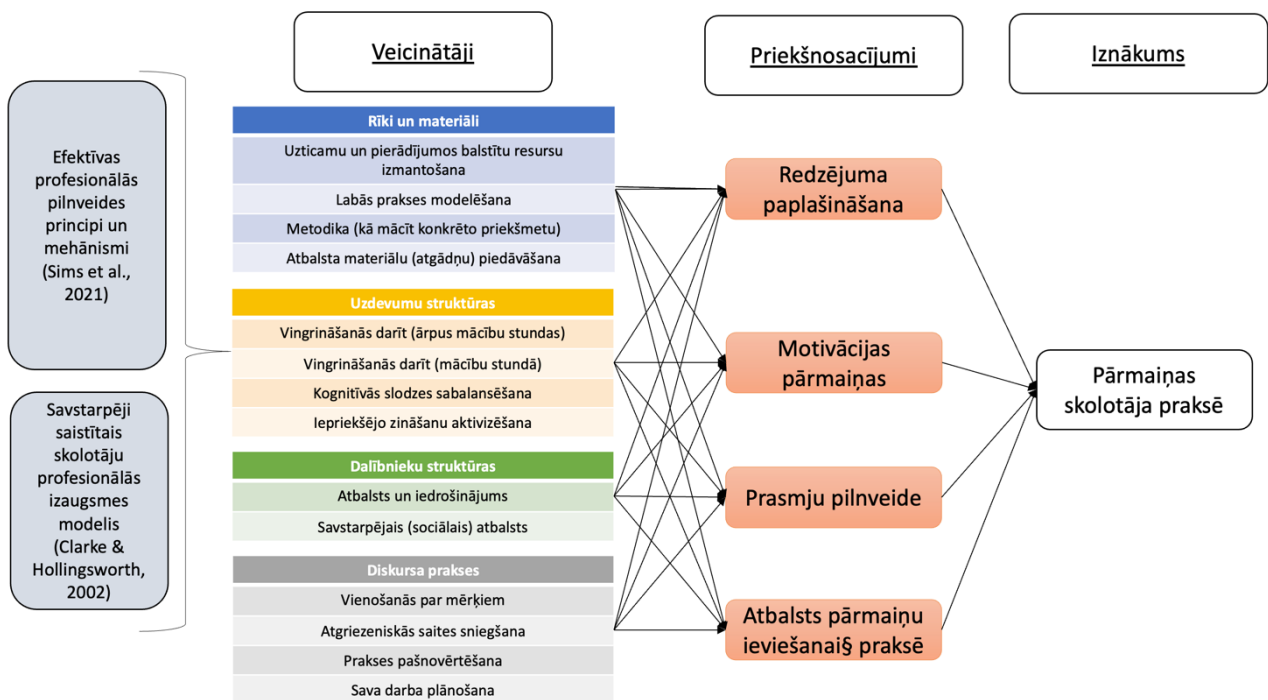 Veicinātāji
Priekšnosacījumi
Iznākums
Efektīvas
profesionālās
pilnveides
principi un
mehānismi
(Sims et al.,
2021)
Savstarpēji
saistītais
skolotāju
profesionālās
izaugsmes
modelis
(Clarke &
Hollingsworth,
2002)
Rīki un materiāli
Uzticamu un pierādījumos balstītu resursu
izmantošana
Labās prakses modelēšana
Metodika (kā mācīt konkrēto priekšmetu)
Atbalsta materiālu (atgādņu) piedāvāšana
Uzdevumu struktūras
Vingrināšanās darīt (ārpus mācību stundas)
Vingrināšanās darīt (mācību stundā)
Kognitīvās slodzes sabalansēšana
Iepriekšējo zināšanu aktivizēšana
Dalībnieku struktūras
Atbalsts un iedrošinājums
Savstarpējais (sociālais) atbalsts
Diskursa prakses
Vienošanās par mērķiem
Atgriezeniskās saites sniegšana
Prakses pašnovērtēšana
Sava darba plānošana
Redzējuma
paplašināšana
Motivācijas
pārmaiņas
Prasmju pilnveide
Atbalsts pārmaiņu
ieviešanai§ praksē
Pārmaiņas
skolotāja praksē